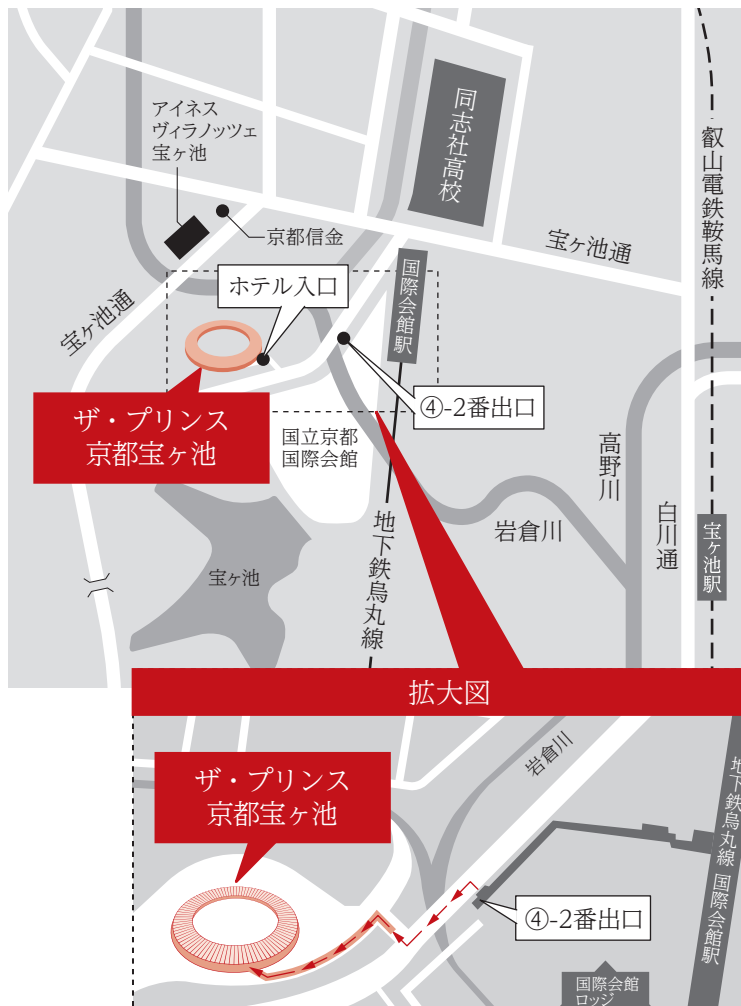 アイネス
ヴィラノッツェ
宝ヶ池
京都信金
同志社高校
叡山電鉄鞍馬線
宝ヶ池通
宝ヶ池通
ホテル入口
国際会館駅
ザ・プリンス
京都宝ヶ池
④-2番出口
国立京都
国際会館
高野川
岩倉川
白川通
宝ヶ池駅
地下鉄烏丸線
宝ヶ池
拡大図
岩倉川
ザ・プリンス
京都宝ヶ池
地下鉄烏丸線 国際会館駅
④-2番出口
国際会館
ロッジ